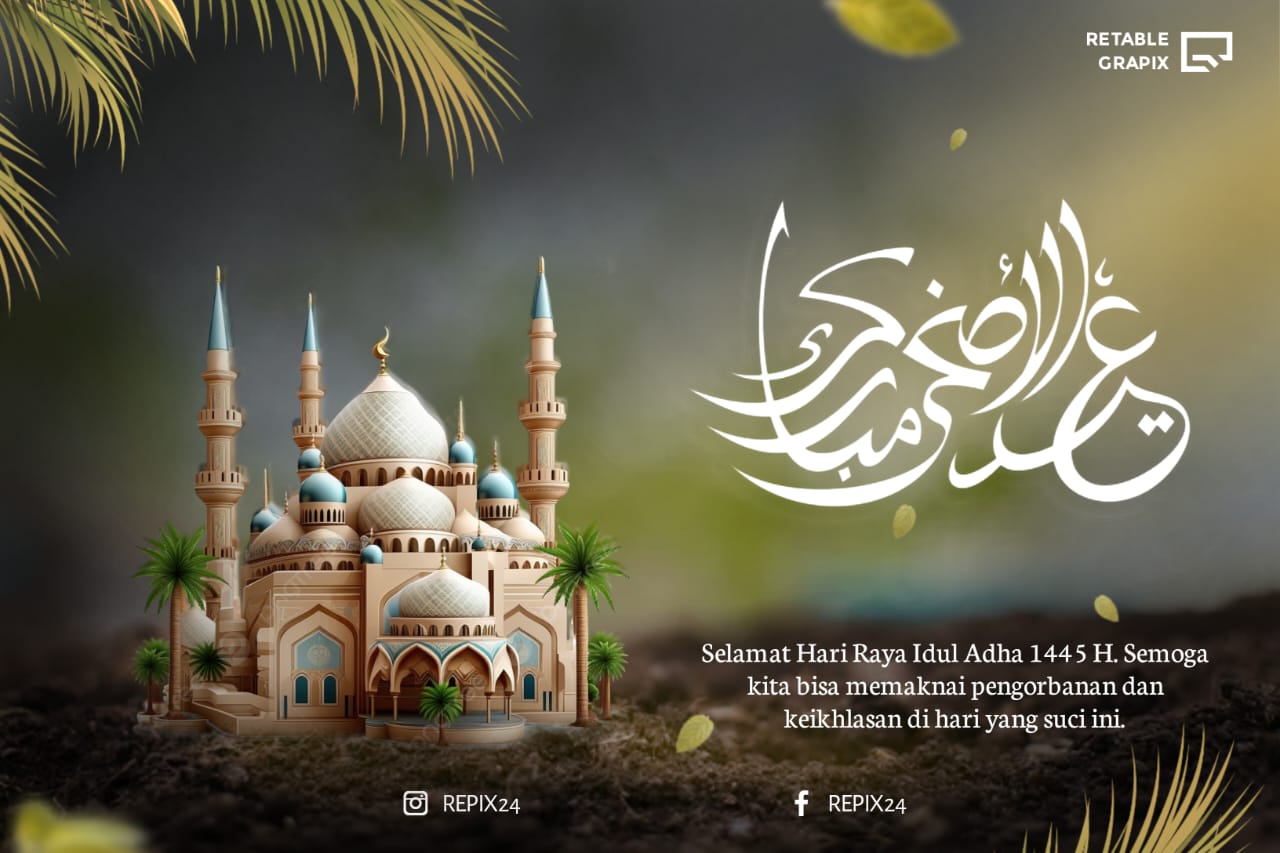 RETABLE
GRAPIX
عيد الأضحى مبارك
Selamat Hari Raya Idul Adha 1445 H. Semoga
kita bisa memaknai pengorbanan dan
keikhlasan di hari yang suci ini.
REPIX24
REPIX24